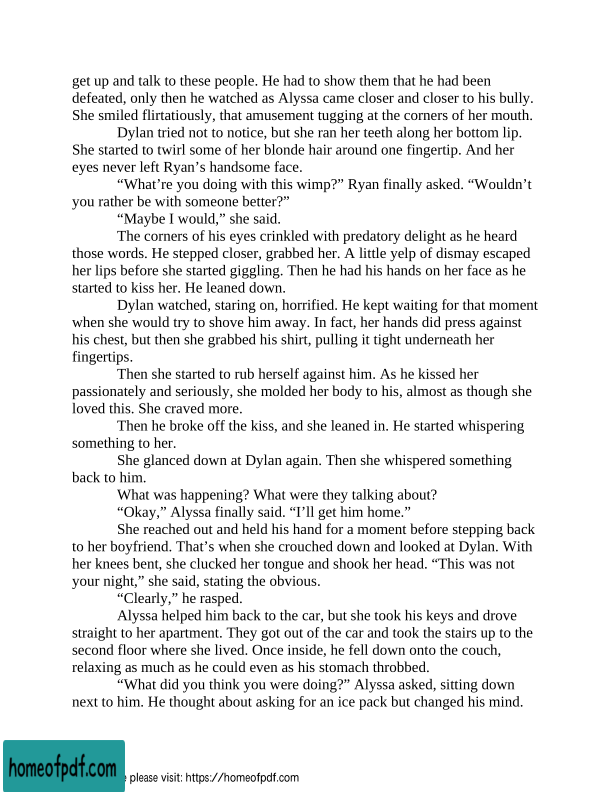 get up and talk to these people. He had to show them that he had been
defeated, only then he watched as Alyssa came closer and closer to his bully.
She smiled flirtatiously, that amusement tugging at the corners of her mouth.
Dylan tried not to notice, but she ran her teeth along her bottom lip.
She started to twirl some of her blonde hair around one fingertip. And her
eyes never left Ryan’s handsome face.
“What’re you doing with this wimp?” Ryan finally asked. “Wouldn’t
you rather be with someone better?”
“Maybe I would,” she said.
The corners of his eyes crinkled with predatory delight as he heard
those words. He stepped closer, grabbed her. A little yelp of dismay escaped
her lips before she started giggling. Then he had his hands on her face as he
started to kiss her. He leaned down.
Dylan watched, staring on, horrified. He kept waiting for that moment
when she would try to shove him away. In fact, her hands did press against
his chest, but then she grabbed his shirt, pulling it tight underneath her
fingertips.
Then she started to rub herself against him. As he kissed her
passionately and seriously, she molded her body to his, almost as though she
loved this. She craved more.
Then he broke off the kiss, and she leaned in. He started whispering
something to her.
She glanced down at Dylan again. Then she whispered something
back to him.
What was happening? What were they talking about?
“Okay,” Alyssa finally said. “I’ll get him home.”
She reached out and held his hand for a moment before stepping back
to her boyfriend. That’s when she crouched down and looked at Dylan. With
her knees bent, she clucked her tongue and shook her head. “This was not
your night,” she said, stating the obvious.
“Clearly,” he rasped.
Alyssa helped him back to the car, but she took his keys and drove
straight to her apartment. They got out of the car and took the stairs up to the
second floor where she lived. Once inside, he fell down onto the couch,
relaxing as much as he could even as his stomach throbbed.
“What did you think you were doing?” Alyssa asked, sitting down
next to him. He thought about asking for an ice pack but changed his mind.
homeofpdf.com
please visit: https://homeofpdf.com